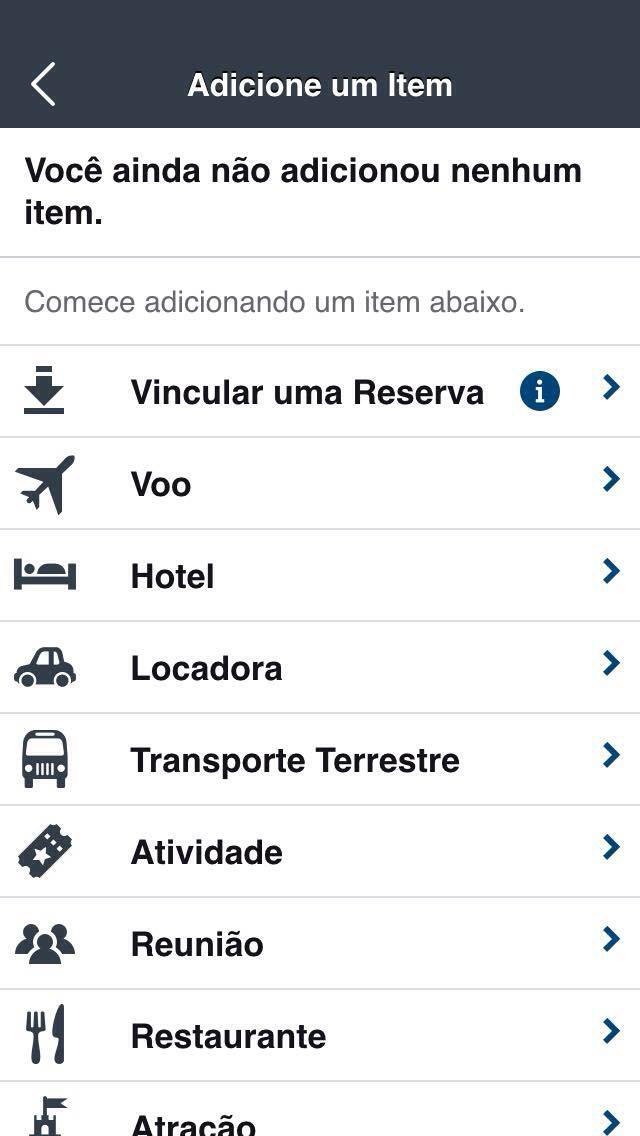 Adicione um Item
Você ainda não adicionou nenhum
item.
Comece adicionando um item abaixo.
Vincular uma Reserva
Voo
Hotel
Locadora
Transporte Terrestre
Atividade
Reunião
Restaurante
Atração